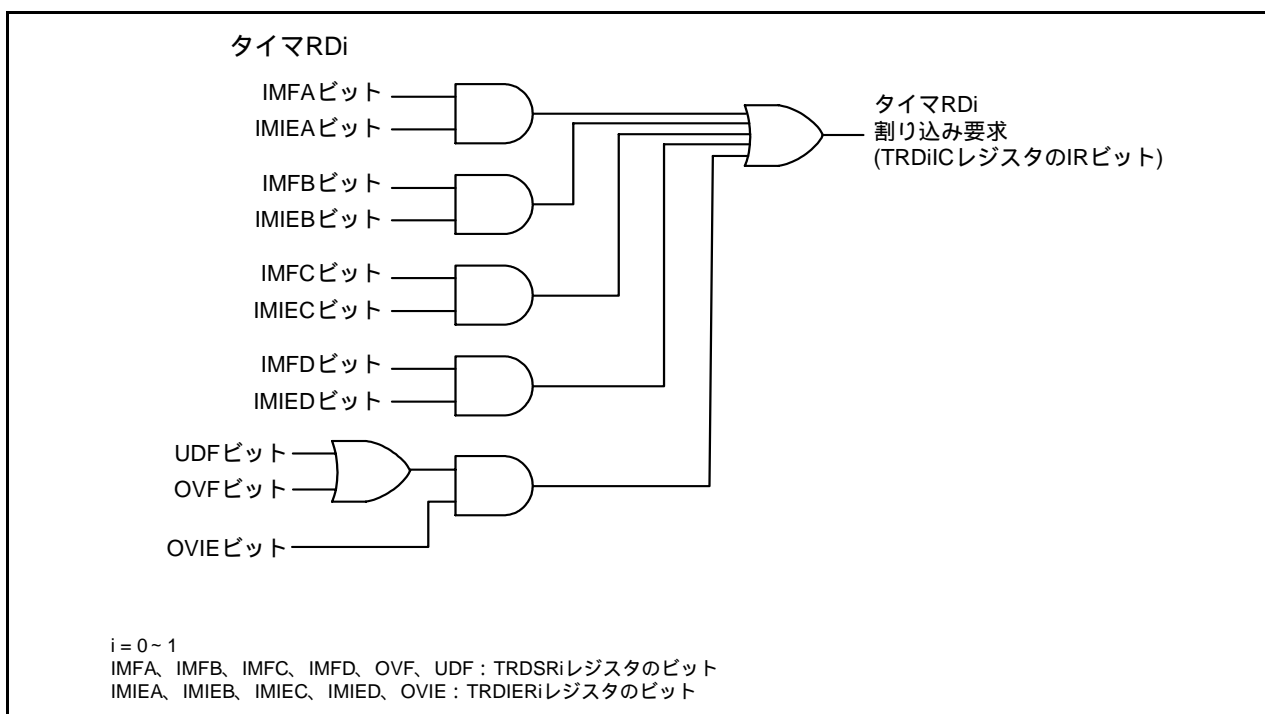 タイマRDi
IMFAビット
IMIEAビット
IMFBビット
IMIEBビット
IMFCビット
IMIECビット
IMFDビット
IMIEDビット
UDFビット
OVFビット
OVIEビット
タイマRDi
割り込み要求
(TRDiICレジスタのIRビット)
i = 0~1
IMFA、IMFB、IMFC、IMFD、OVF、UDF：TRDSRiレジスタのビット
IMIEA、IMIEB、IMIEC、IMIED、OVIE：TRDIERiレジスタのビット